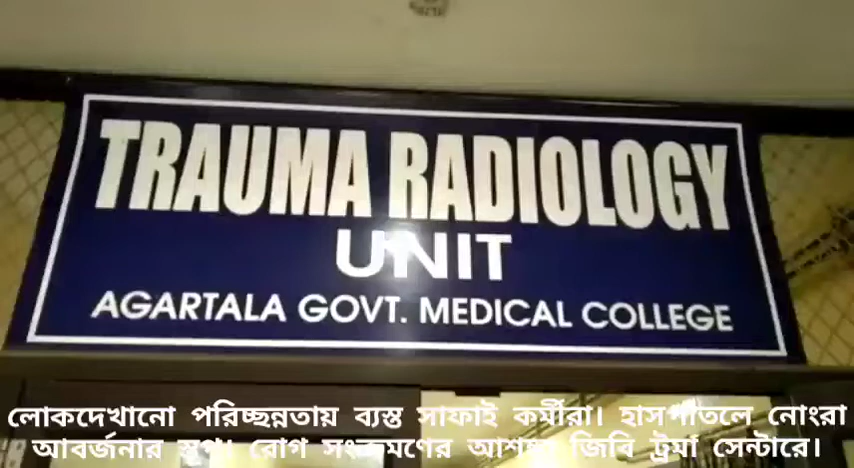 TRAUMA RADIOLOGY
UNIT
AGARTALA GOVT. MEDICAL COLLEGE
লোকদেখানো পরিচ্ছন্নতায় ব্যস্ত সাফাই কর্মীরা। হাসপাতলে নোংরা
আবর্জনার স্তূপ। রোগ সংক্রমণের আশঙ্কা জিবি ট্রমা সেন্টারে।